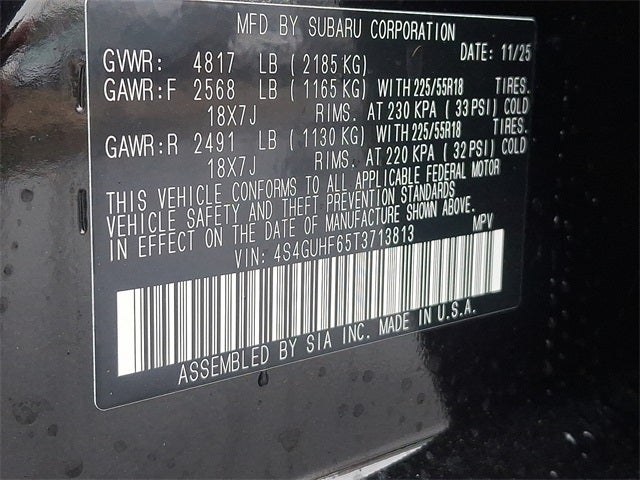 MFD BY SUBARU CORPORATION
DATE: 11/25
GVWR: 4817 LB (2185 KG)
GAWR:F 2568 LB (1165 KG) WITH 225/55R18 TIRES.
18X7J RIMS. AT 230 KPA (33 PSI) COLD
GAWR:R 2491 LB (1130 KG) WITH 225/55R18 TIRES.
18X7J RIMS. AT 220 KPA (32 PSI) COLD
THIS VEHICLE CONFORMS TO ALL APPLICABLE FEDERAL MOTOR
VEHICLE SAFETY AND THEFT PREVENTION STANDARDS
IN EFFECT ON THE DATE OF MANUFACTURE SHOWN ABOVE.
VIN: 4S4GUHF65T3713813 MPV
ASSEMBLED BY SIA INC. MADE IN U.S.A.